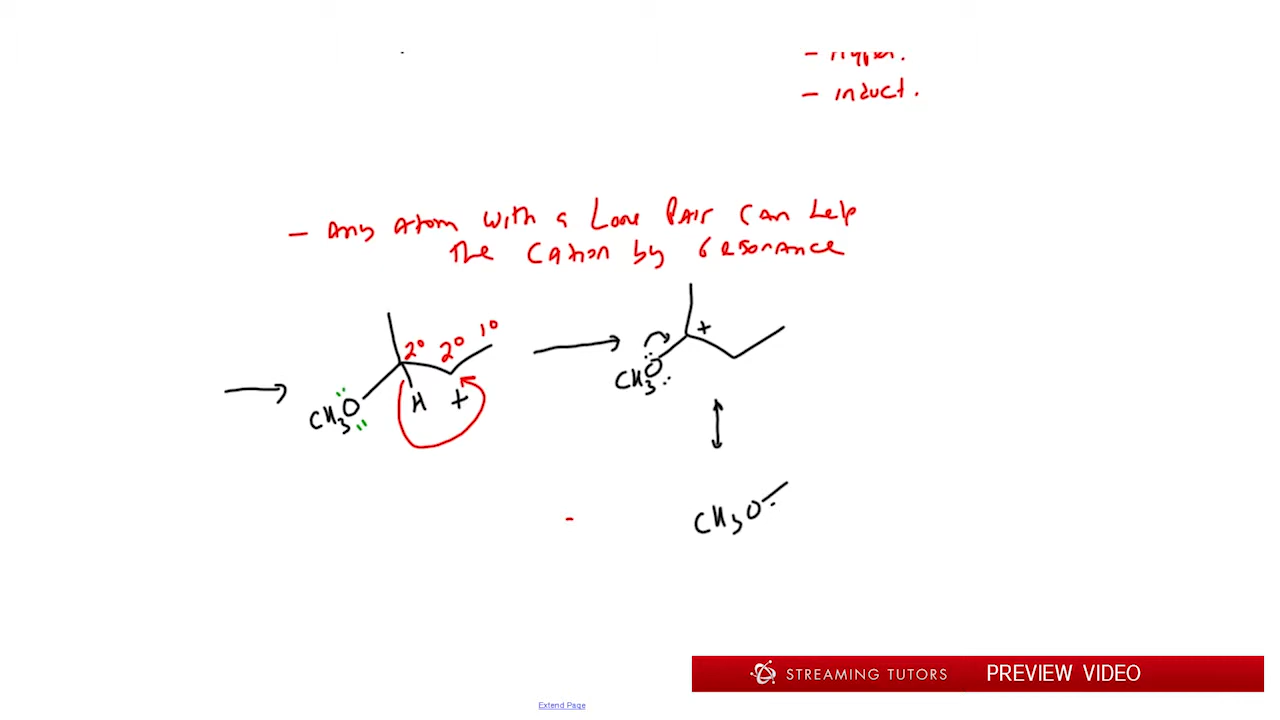 - Hyper.
- induct.
- Any Atom with a Lone PAir CAn help
The CAtion by resonance
2° 2° 1°
+
CH3O
H +
CH3O
CH3O
STREAMING TUTORS PREVIEW VIDEO
Extend Page